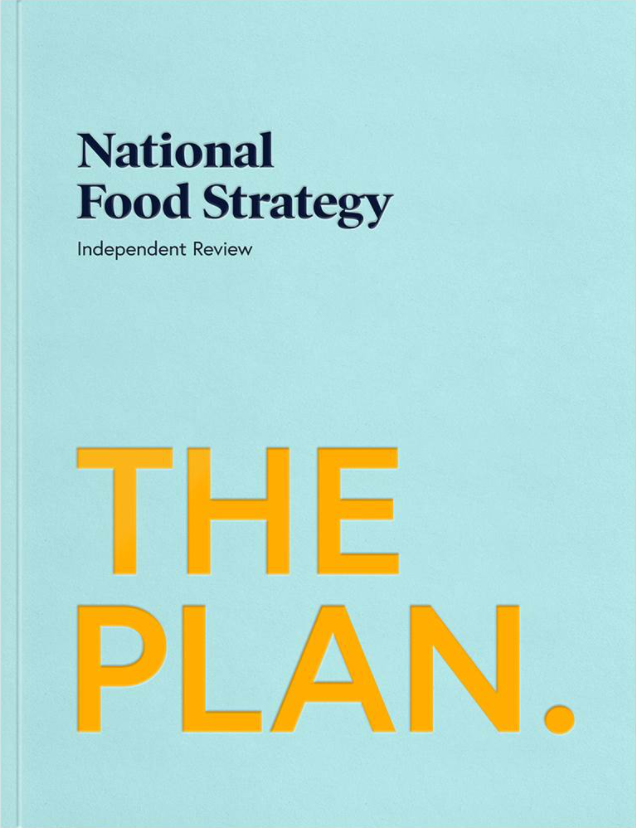 National
Food Strategy
Independent Review
THE
PLAN.